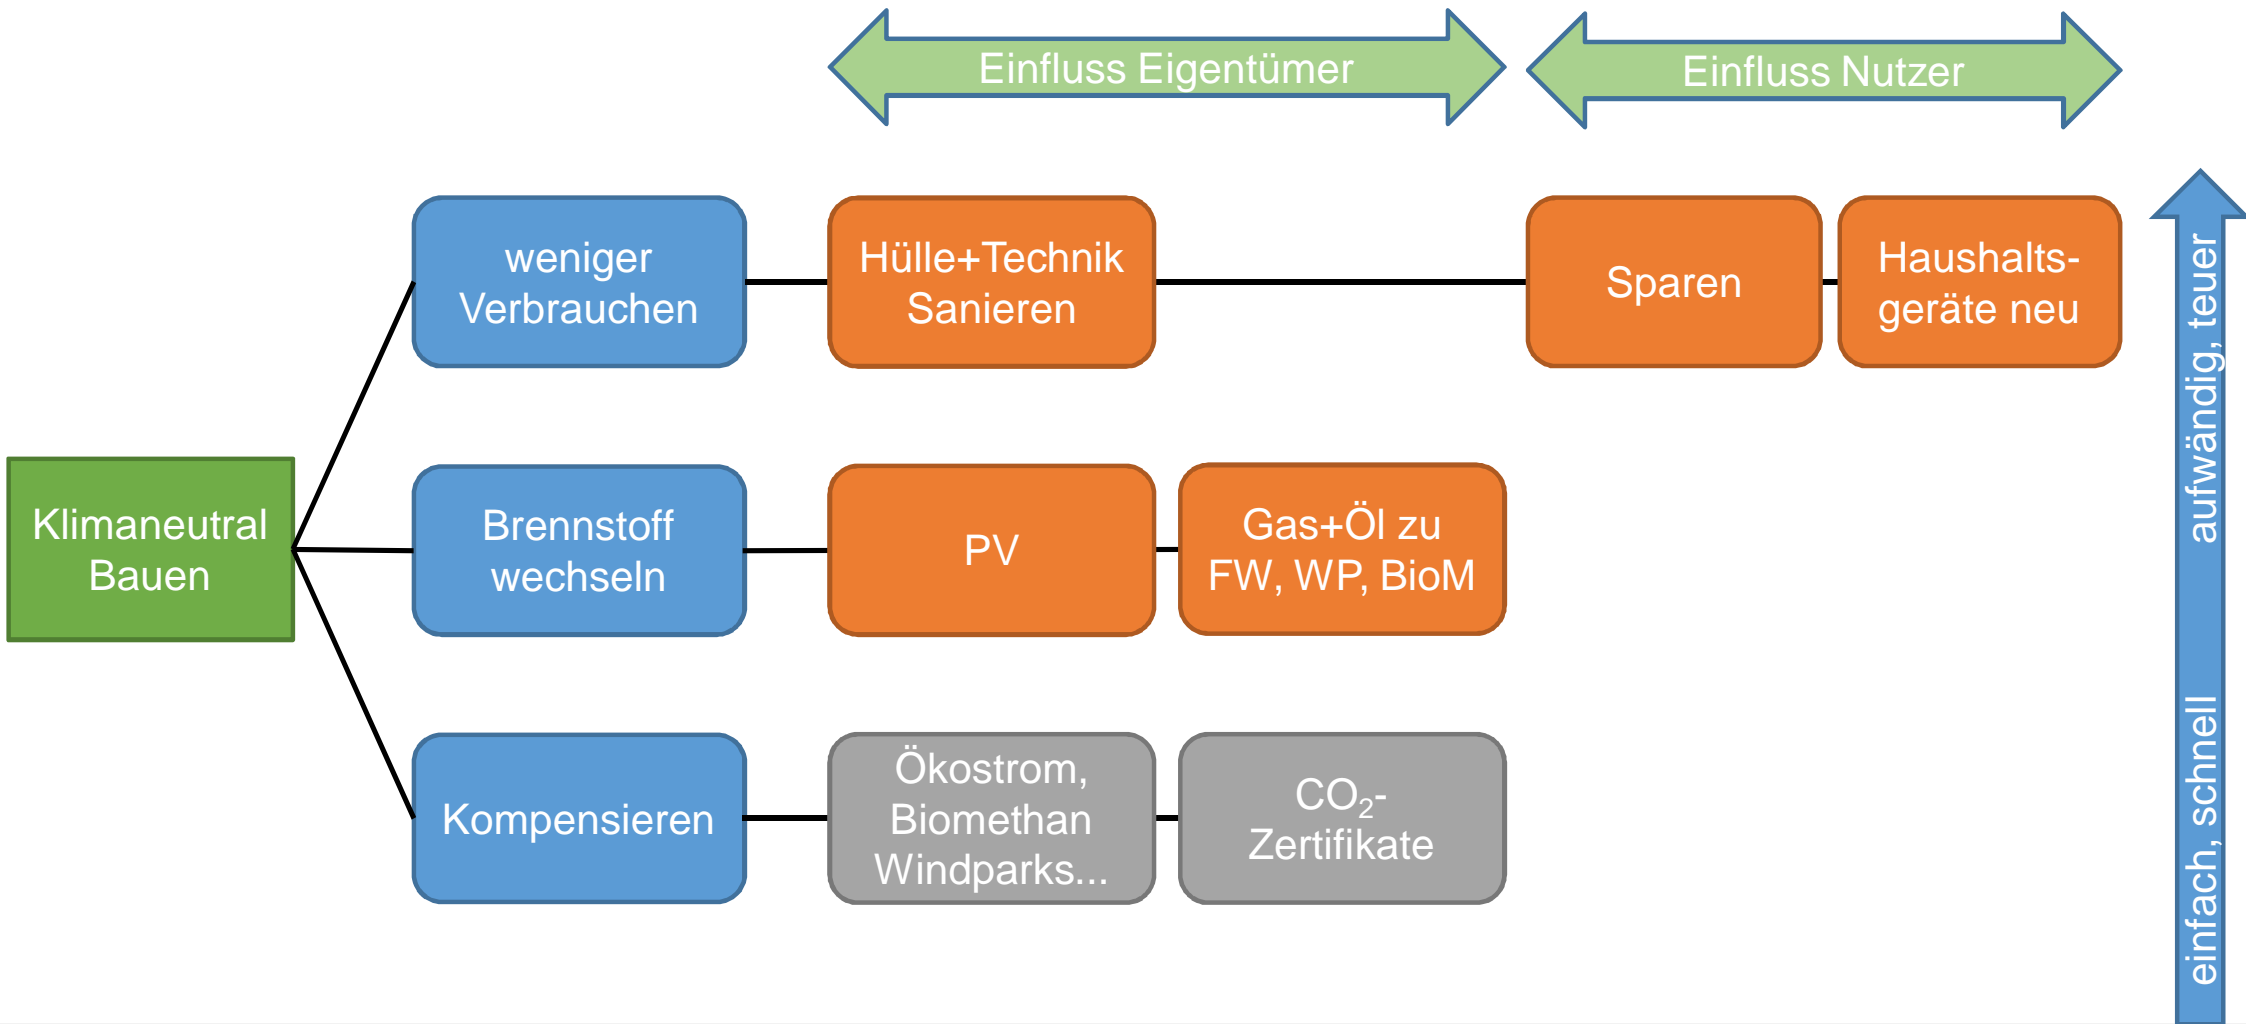 Einfluss Eigentümer
Einfluss Nutzer
weniger
Verbrauchen
Hülle+Technik
Sanieren
Sparen
Haushalts-
geräte neu
Klimaneutral
Bauen
Brennstoff
wechseln
PV
Gas+Öl zu
FW, WP, BioM
Kompensieren
Ökostrom,
Biomethan
Windparks...
CO₂-
Zertifikate
einfach, schnell
aufwändig, teuer